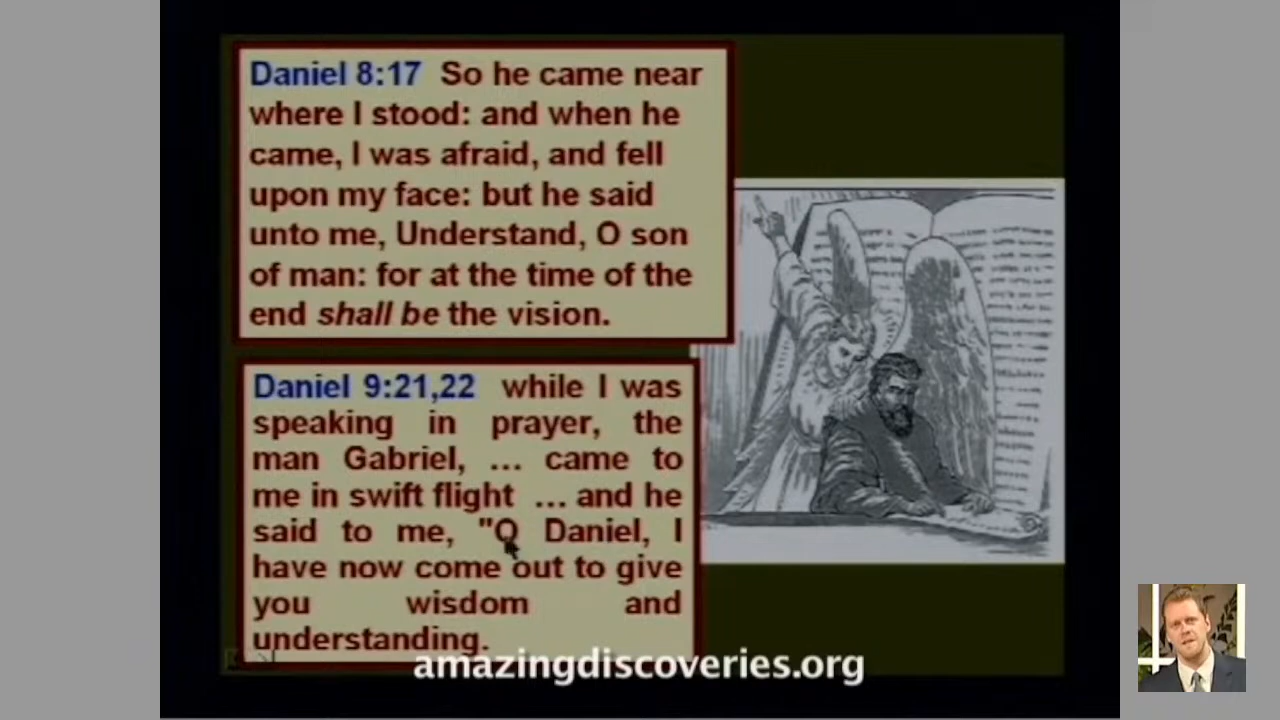 Daniel 8:17 So he came near
where I stood: and when he
came, I was afraid, and fell
upon my face: but he said
unto me, Understand, O son
of man: for at the time of the
end shall be the vision.
Daniel 9:21,22 while I was
speaking in prayer, the
man Gabriel, ... came to
me in swift flight ... and he
said to me, "O Daniel, I
have now come out to give
you wisdom and
understanding.
amazingdiscoveries.org